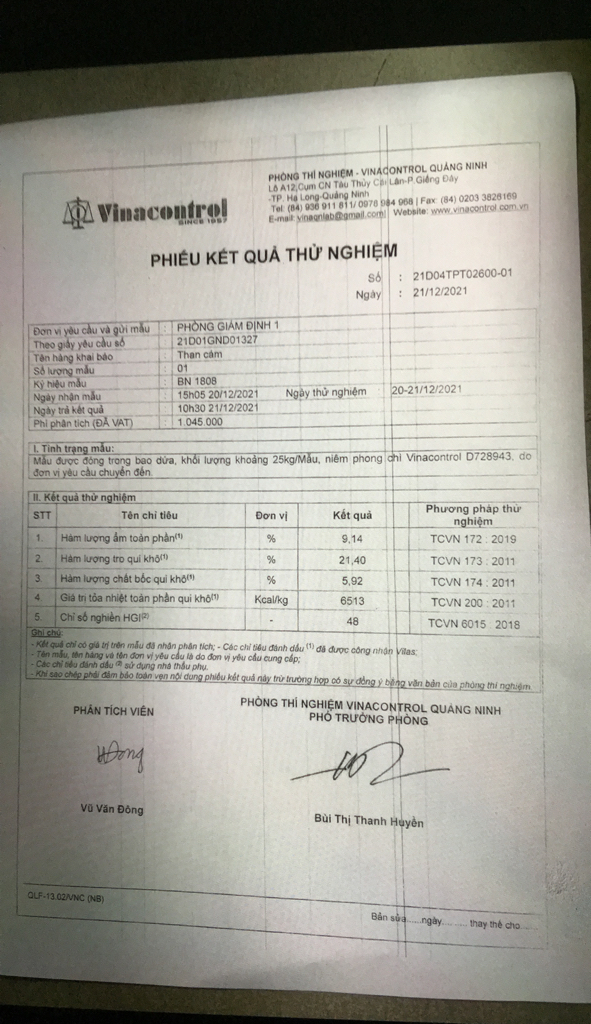 Vinacontrol
SINCE 1957
PHÒNG THÍ NGHIỆM - VINACONTROL QUẢNG NINH
Lô A12,Cụm CN Tàu Thủy Cái Lân-P.Giếng Đáy
-TP. Hạ Long-Quảng Ninh
Tel: (84) 936 911 811/ 0976 984 968 | Fax: (84) 0203 3826169
E-mail: vinaqnlab@gmail.com| Website: www.vinacontrol.com.vn
PHIẾU KẾT QUẢ THỬ NGHIỆM
Số : 21D04TPT02600-01
Ngày : 21/12/2021
Đơn vị yêu cầu và gửi mẫu : PHÒNG GIÁM ĐỊNH 1
Theo giấy yêu cầu số : 21D01GND01327
Tên hàng khai báo : Than cám
Số lượng mẫu : 01
Ký hiệu mẫu : BN 1808
Ngày nhận mẫu : 15h05 20/12/2021 Ngày thử nghiệm : 20-21/12/2021
Ngày trả kết quả : 10h30 21/12/2021
Phí phân tích (ĐÃ VAT) : 1.045.000
I. Tình trạng mẫu:
Mẫu được đóng trong bao dứa, khối lượng khoảng 25kg/Mẫu, niêm phong chì Vinacontrol D728943, do
đơn vị yêu cầu chuyển đến.
II. Kết quả thử nghiệm
STT Tên chỉ tiêu Đơn vị Kết quả Phương pháp thử nghiệm
1. Hàm lượng ẩm toàn phần(1) % 9,14 TCVN 172 : 2019
2. Hàm lượng tro qui khô(1) % 21,40 TCVN 173 : 2011
3. Hàm lượng chất bốc qui khô(1) % 5,92 TCVN 174 : 2011
4. Giá trị tỏa nhiệt toàn phần qui khô(1) Kcal/kg 6513 TCVN 200 : 2011
5. Chỉ số nghiền HGI(2) - 48 TCVN 6015 : 2018
Ghi chú:
- Kết quả chỉ có giá trị trên mẫu đã nhận phân tích; - Các chỉ tiêu đánh dấu (1) đã được công nhận Vilas;
- Tên mẫu, tên hàng và tên đơn vị yêu cầu là do đơn vị yêu cầu cung cấp;
- Các chỉ tiêu đánh dấu (2) sử dụng nhà thầu phụ.
- Khi sao chép phải đảm bảo toàn vẹn nội dung phiếu kết quả này trừ trường hợp có sự đồng ý bằng văn bản của phòng thí nghiệm.
PHÂN TÍCH VIÊN
PHÒNG THÍ NGHIỆM VINACONTROL QUẢNG NINH
PHÓ TRƯỞNG PHÒNG
Vũ Văn Đông
Bùi Thị Thanh Huyền
QLF-13.02/VNC (NB)
Bản sửa......ngày......... thay thế cho....